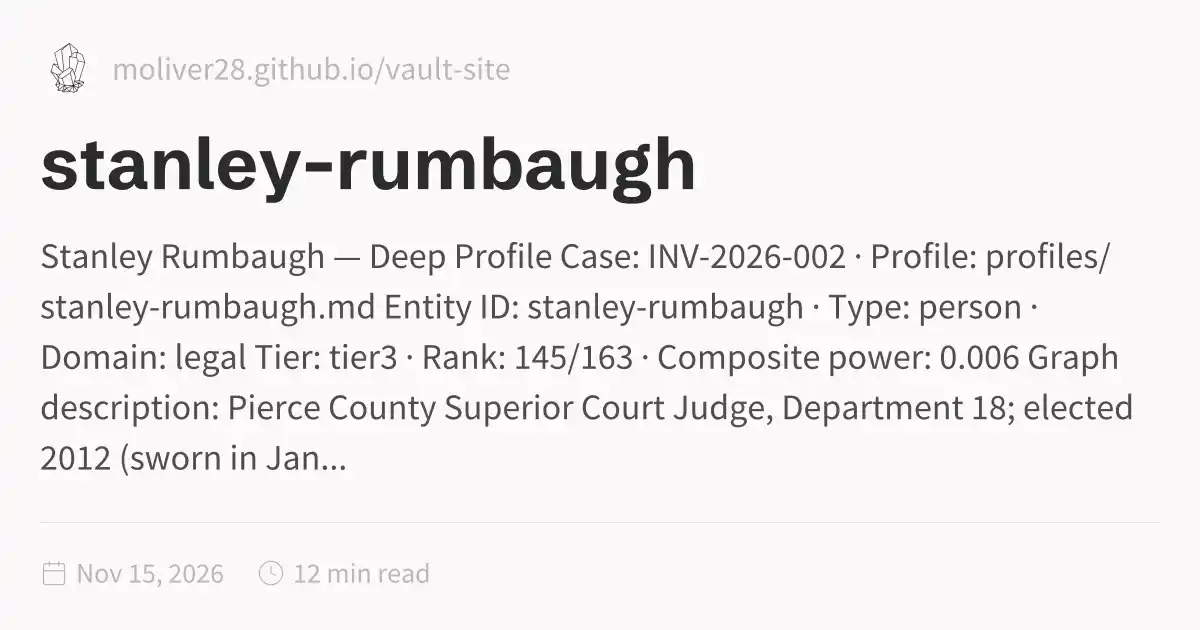 moliver28.github.io/vault-site
stanley-rumbaugh
Stanley Rumbaugh — Deep Profile Case: INV-2026-002 · Profile: profiles/
stanley-rumbaugh.md Entity ID: stanley-rumbaugh · Type: person ·
Domain: legal Tier: tier3 · Rank: 145/163 · Composite power: 0.006 Graph
description: Pierce County Superior Court Judge, Department 18; elected
2012 (sworn in Jan...
Nov 15, 2026 12 min read